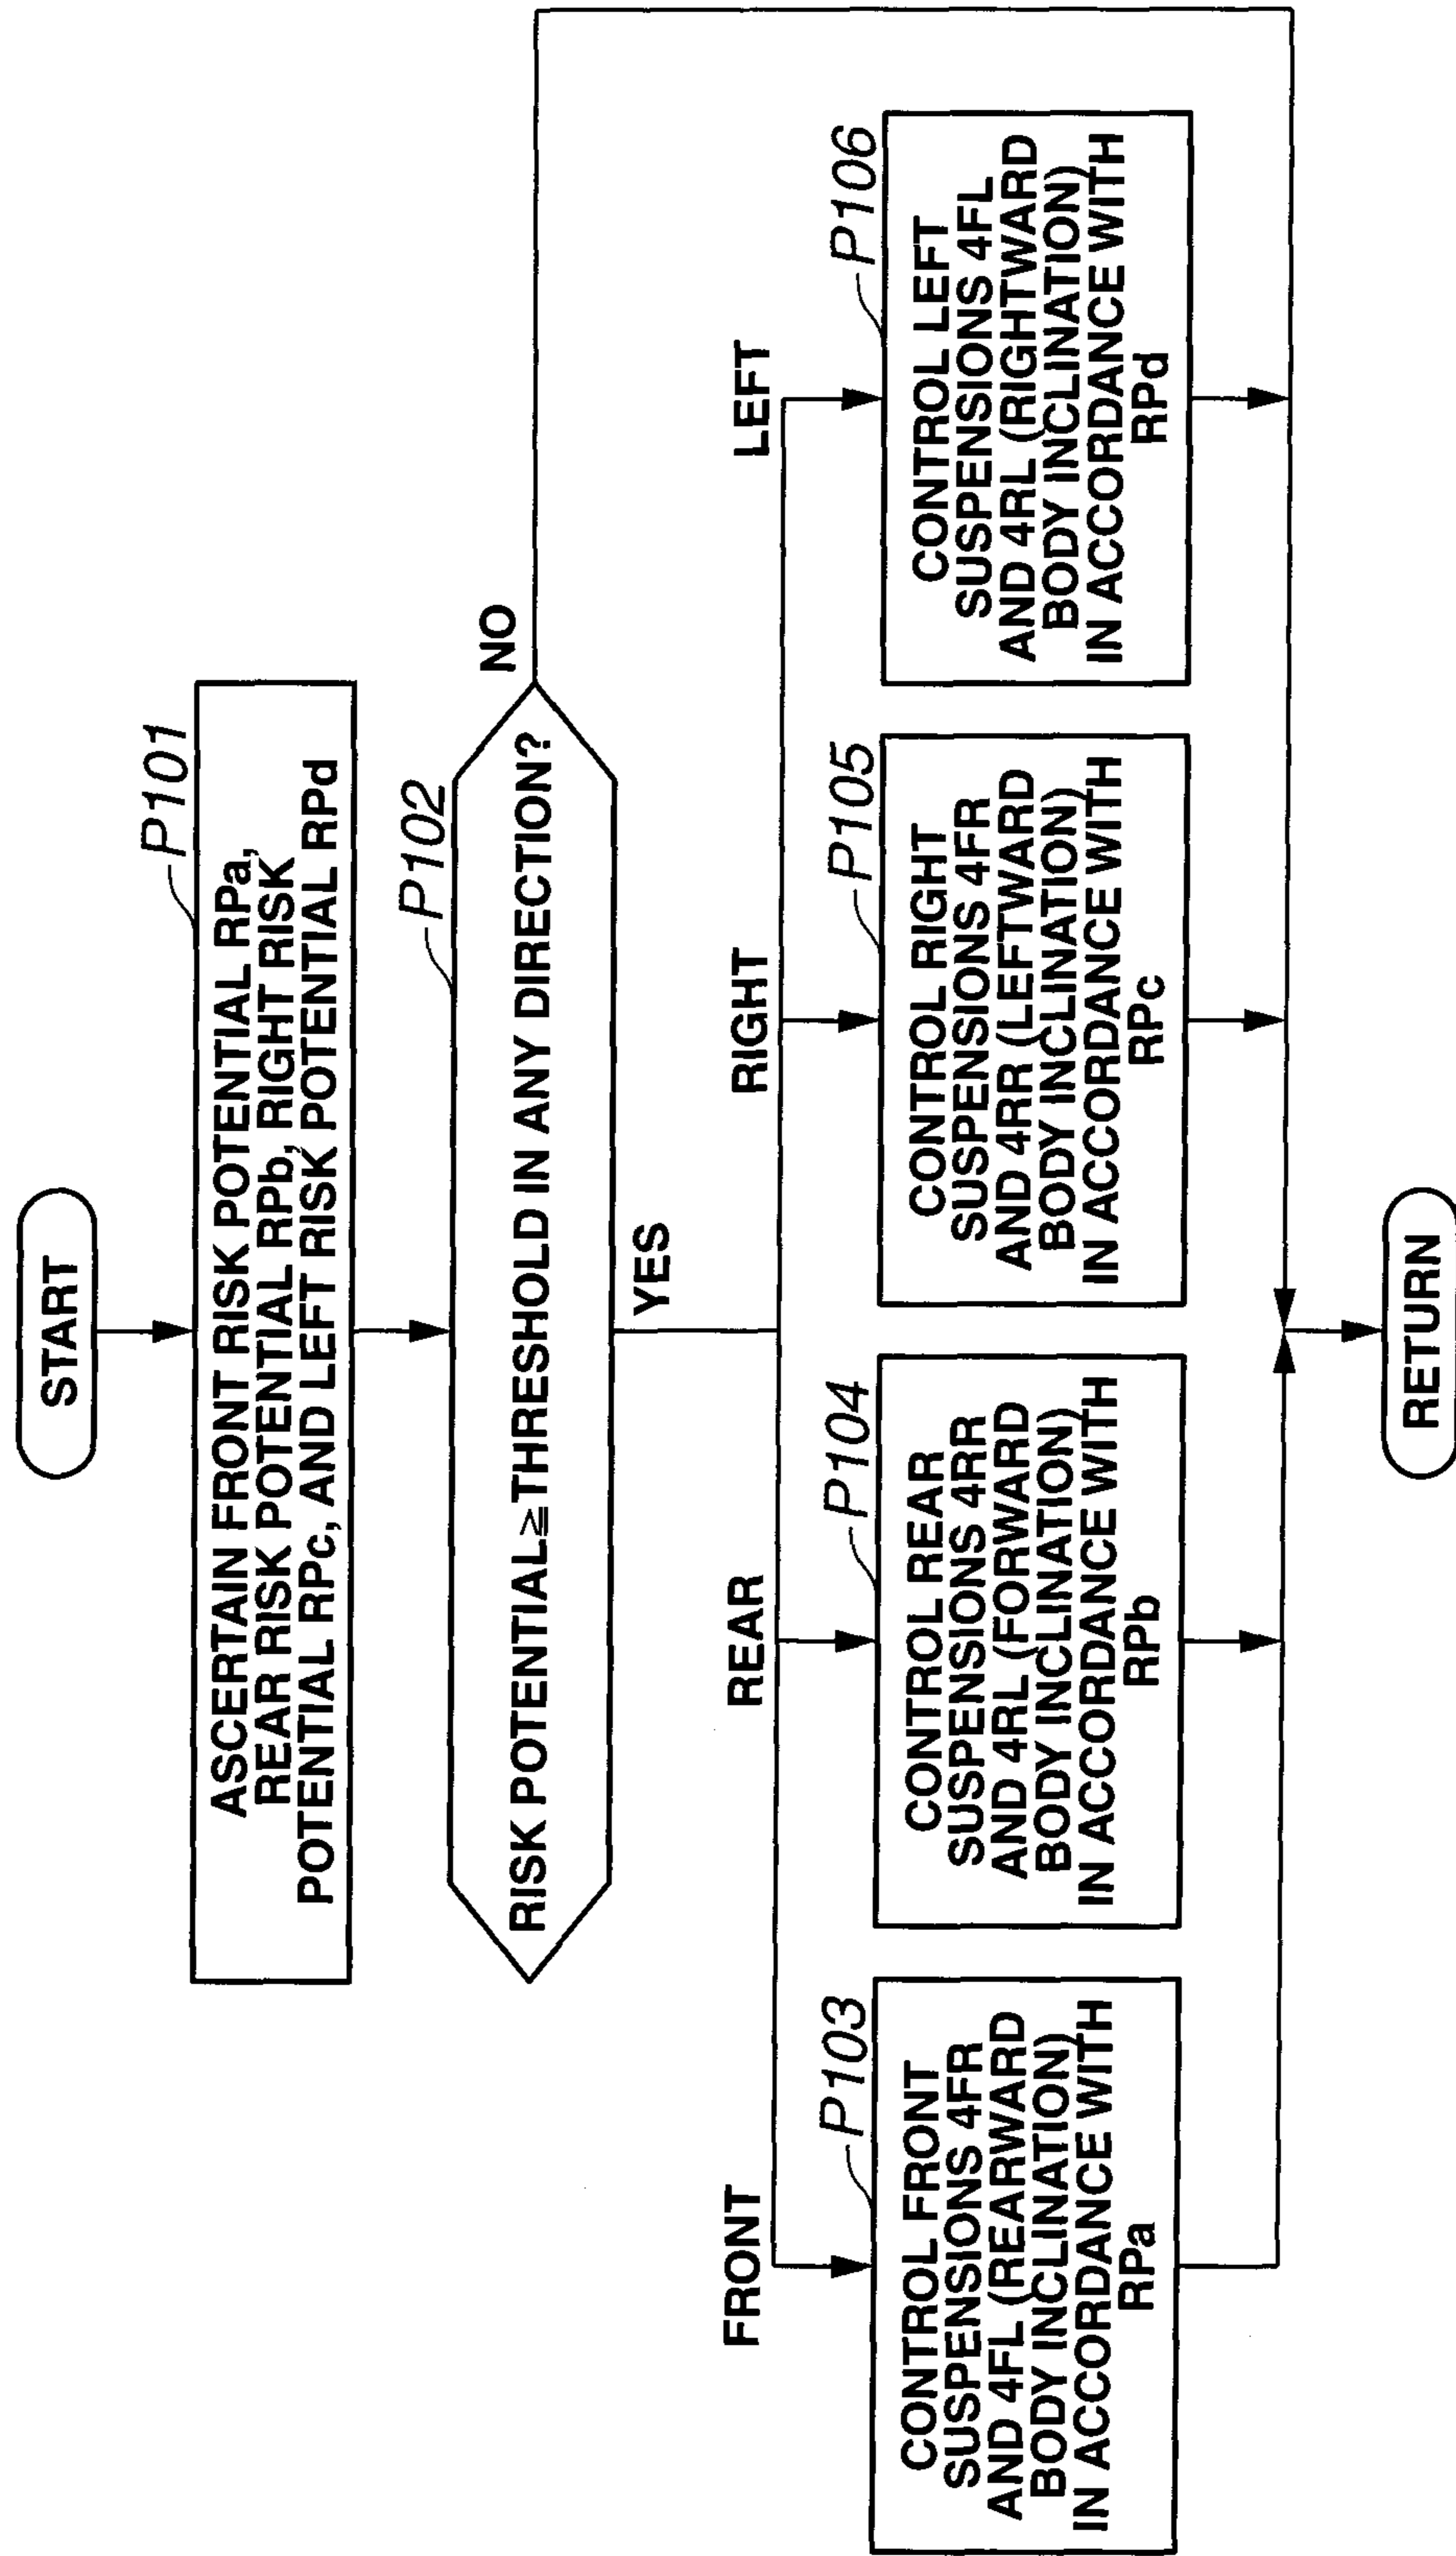 START
P101
ASCERTAIN FRONT RISK POTENTIAL RPa,
REAR RISK POTENTIAL RPb, RIGHT RISK
POTENTIAL RPc, AND LEFT RISK POTENTIAL RPd
P102
RISK POTENTIAL≧THRESHOLD IN ANY DIRECTION?
NO
YES
FRONT
REAR
RIGHT
LEFT
P103
CONTROL FRONT
SUSPENSIONS 4FR
AND 4FL (REARWARD
BODY INCLINATION)
IN ACCORDANCE WITH
RPa
P104
CONTROL REAR
SUSPENSIONS 4RR
AND 4RL (FORWARD
BODY INCLINATION)
IN ACCORDANCE WITH
RPb
P105
CONTROL RIGHT
SUSPENSIONS 4FR
AND 4RR (LEFTWARD
BODY INCLINATION)
IN ACCORDANCE WITH
RPc
P106
CONTROL LEFT
SUSPENSIONS 4FL
AND 4RL (RIGHTWARD
BODY INCLINATION)
IN ACCORDANCE WITH
RPd
RETURN